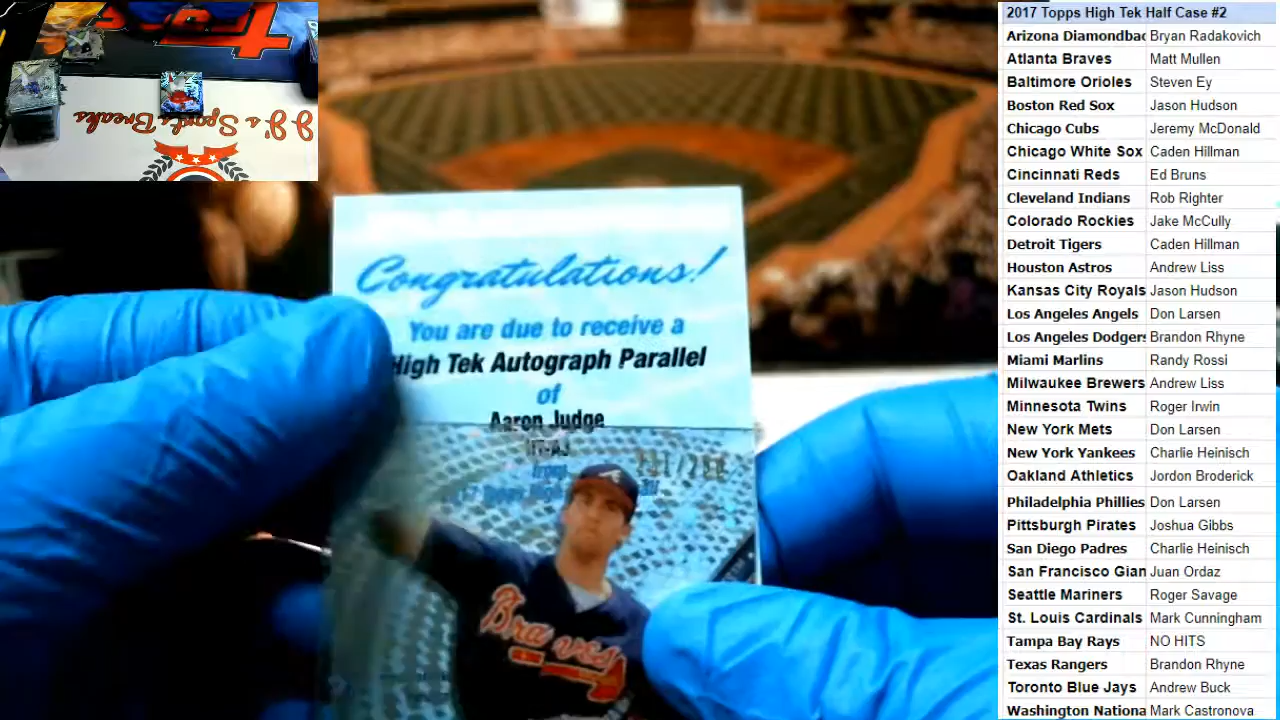 J-J's Sports Breaks
Congratulations!
You are due to receive a
High Tek Autograph Parallel
of
Aaron Judge
HT-AJ
from
2017 Topps High
Braves
2017 Topps High Tek Half Case #2
Arizona Diamondbac Bryan Radakovich
Atlanta Braves Matt Mullen
Baltimore Orioles Steven Ey
Boston Red Sox Jason Hudson
Chicago Cubs Jeremy McDonald
Chicago White Sox Caden Hillman
Cincinnati Reds Ed Bruns
Cleveland Indians Rob Righter
Colorado Rockies Jake McCully
Detroit Tigers Caden Hillman
Houston Astros Andrew Liss
Kansas City Royals Jason Hudson
Los Angeles Angels Don Larsen
Los Angeles Dodgers Brandon Rhyne
Miami Marlins Randy Rossi
Milwaukee Brewers Andrew Liss
Minnesota Twins Roger Irwin
New York Mets Don Larsen
New York Yankees Charlie Heinisch
Oakland Athletics Jordon Broderick
Philadelphia Phillies Don Larsen
Pittsburgh Pirates Joshua Gibbs
San Diego Padres Charlie Heinisch
San Francisco Gian Juan Ordaz
Seattle Mariners Roger Savage
St. Louis Cardinals Mark Cunningham
Tampa Bay Rays NO HITS
Texas Rangers Brandon Rhyne
Toronto Blue Jays Andrew Buck
Washington Nationa Mark Castronova